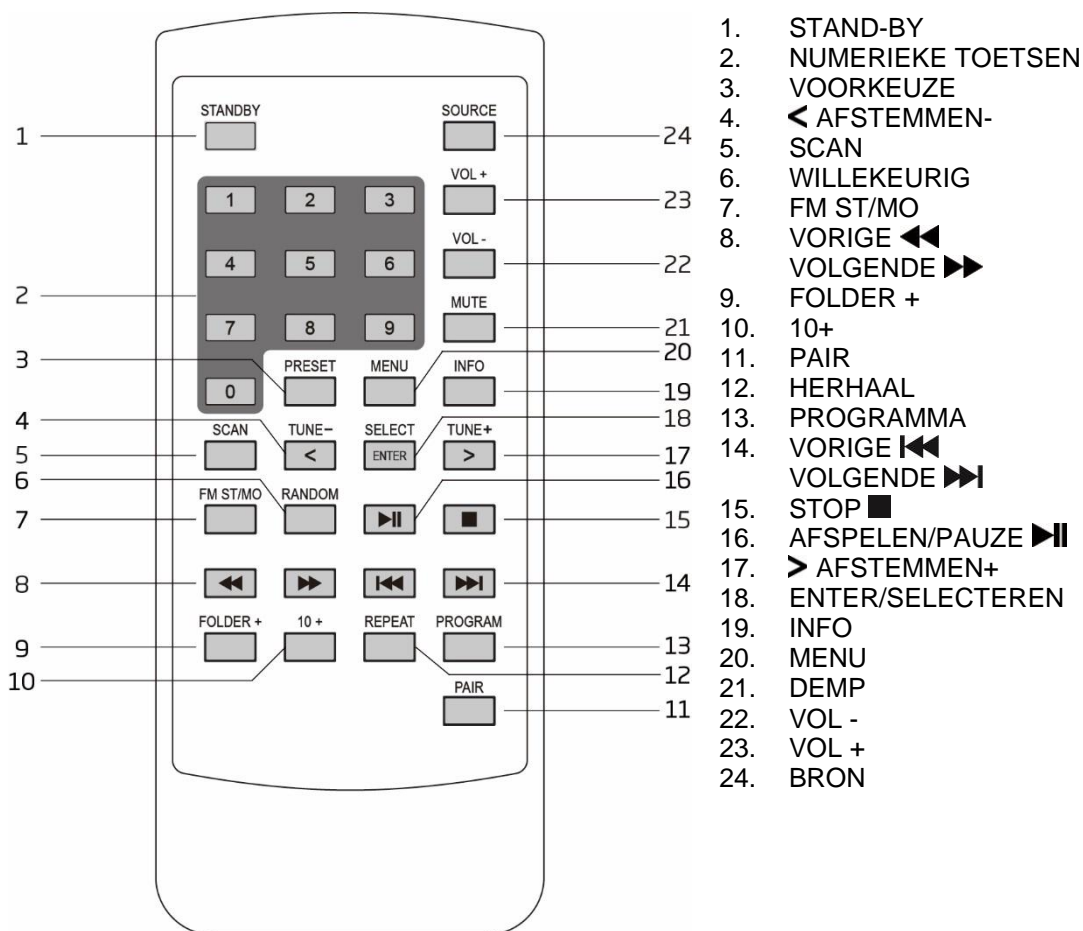 STANDBY SOURCE
1 24
VOL +
1 2 3 23
VOL -
4 5 6 22
2 MUTE
7 8 9 21
3 PRESET MENU INFO 20
0 19
4 SCAN TUNE− SELECT TUNE+ 18
5 < ENTER > 17
6 FM ST/MO RANDOM 16
7 ▶II ■ 15
8 ◀◀ ▶▶ I◀◀ ▶▶I 14
FOLDER + 10 + REPEAT PROGRAM
9 13
10 12
PAIR
11
1. STAND-BY
2. NUMERIEKE TOETSEN
3. VOORKEUZE
4. < AFSTEMMEN-
5. SCAN
6. WILLEKEURIG
7. FM ST/MO
8. VORIGE ◀◀
VOLGENDE ▶▶
9. FOLDER +
10. 10+
11. PAIR
12. HERHAAL
13. PROGRAMMA
14. VORIGE I◀◀
VOLGENDE ▶▶I
15. STOP ■
16. AFSPELEN/PAUZE ▶II
17. > AFSTEMMEN+
18. ENTER/SELECTEREN
19. INFO
20. MENU
21. DEMP
22. VOL -
23. VOL +
24. BRON